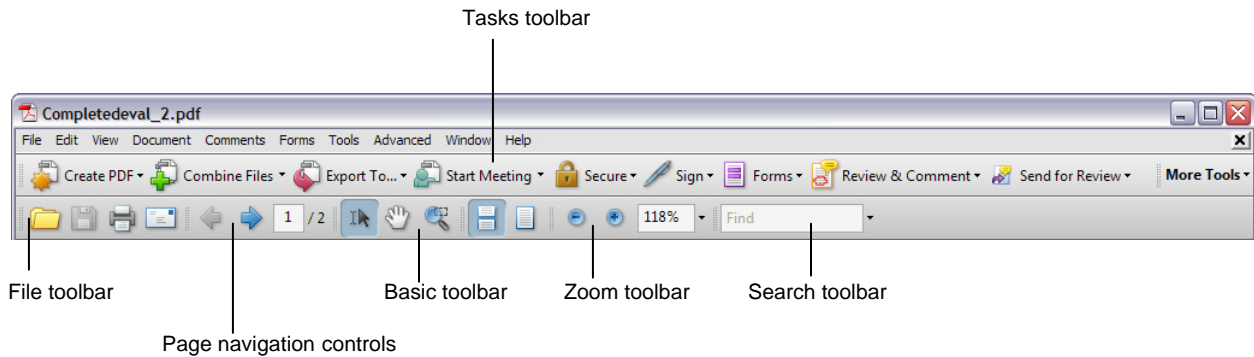 Tasks toolbar
Completedeval_2.pdf
File Edit View Document Comments Forms Tools Advanced Window Help
Create PDF Combine Files Export To... Start Meeting Secure Sign Forms Review & Comment Send for Review More Tools
1 / 2 118% Find
File toolbar Basic toolbar Zoom toolbar Search toolbar
Page navigation controls